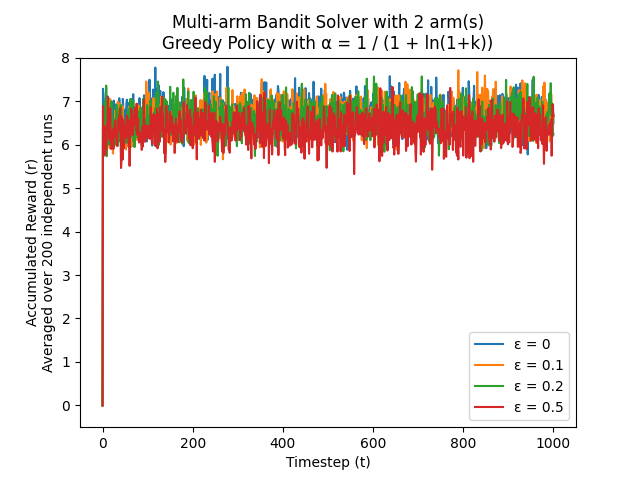 Multi-arm Bandit Solver with 2 arm(s)
Greedy Policy with α = 1 / (1 + ln(1+k))
Accumulated Reward (r)
Averaged over 200 independent runs
8
7
6
5
4
3
2
1
0
ε = 0
ε = 0.1
ε = 0.2
ε = 0.5
0
200
400
600
800
1000
Timestep (t)